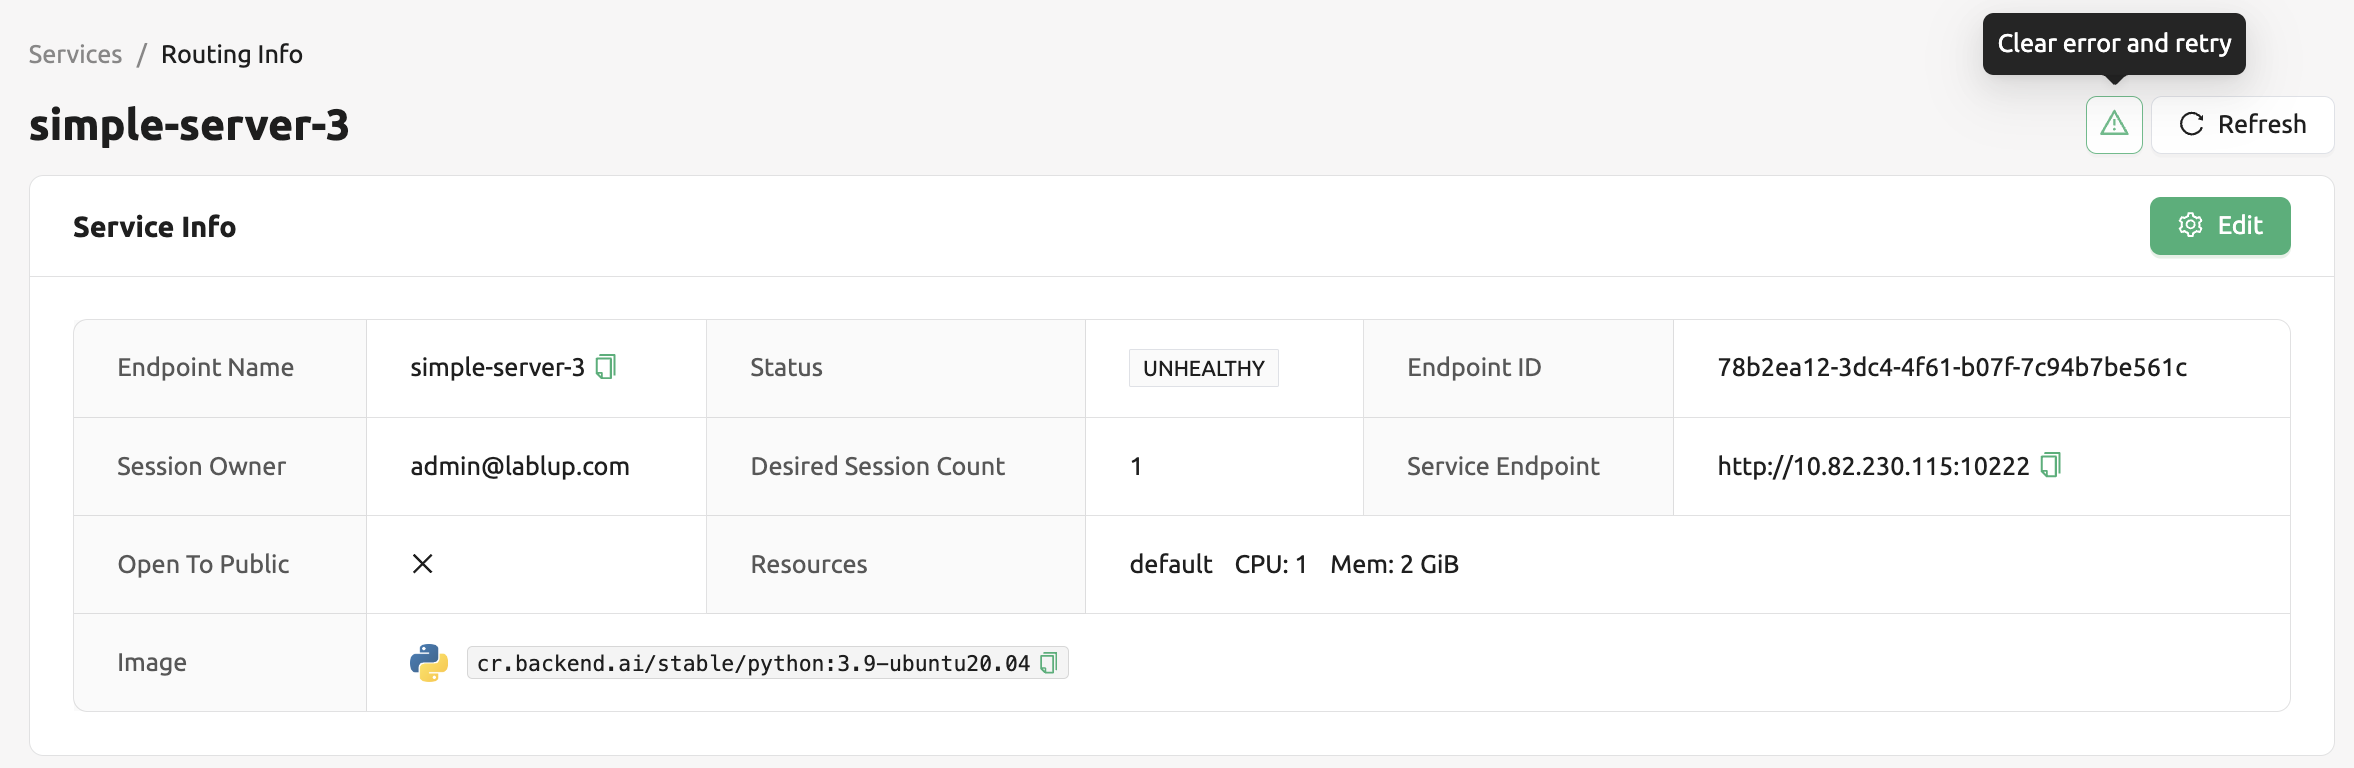 Clear error and retry
Services / Routing Info
simple-server-3
Refresh
Service Info
Edit
Endpoint Name simple-server-3 Status UNHEALTHY Endpoint ID 78b2ea12-3dc4-4f61-b07f-7c94b7be561c
Session Owner admin@lablup.com Desired Session Count 1 Service Endpoint http://10.82.230.115:10222
Open To Public Resources default CPU: 1 Mem: 2 GiB
Image cr.backend.ai/stable/python:3.9-ubuntu20.04